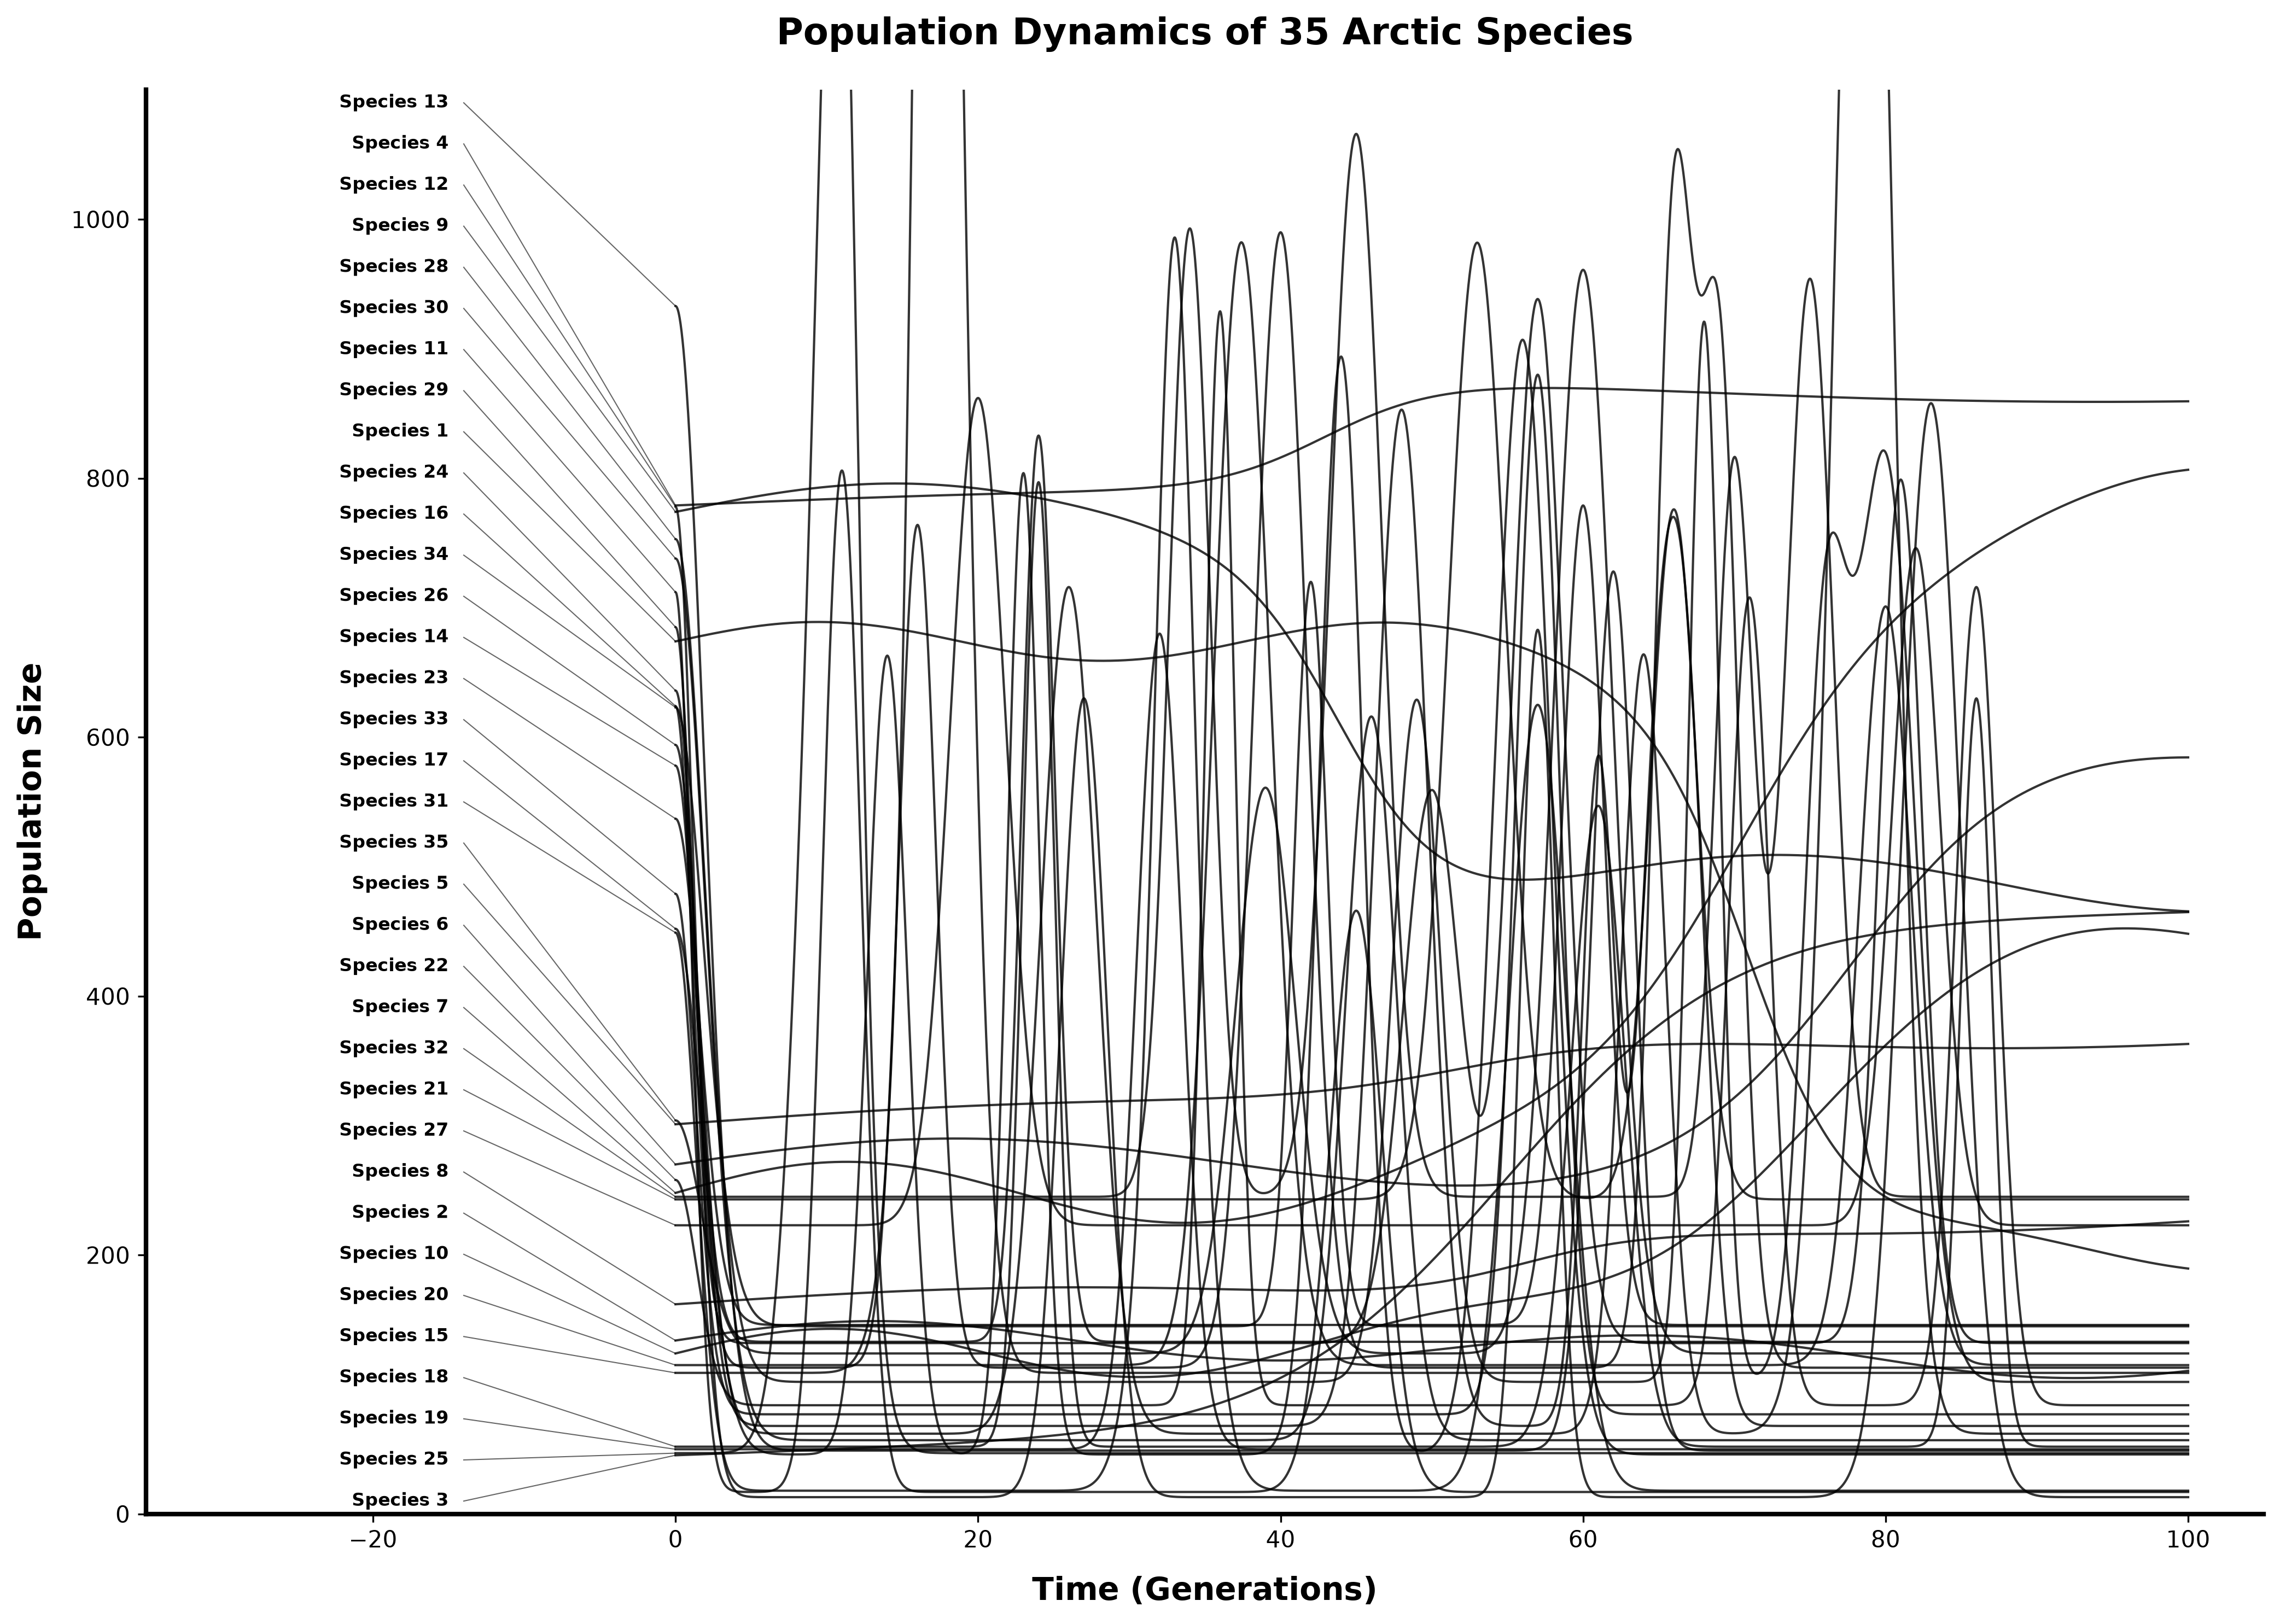 Population Dynamics of 35 Arctic Species
Species 13
Species 4
Species 12
Species 9
Species 28
Species 30
Species 11
Species 29
Species 1
Species 24
Species 16
Species 34
Species 26
Species 14
Species 23
Species 33
Species 17
Species 31
Species 35
Species 5
Species 6
Species 22
Species 7
Species 32
Species 21
Species 27
Species 8
Species 2
Species 10
Species 20
Species 15
Species 18
Species 19
Species 25
Species 3
1000
800
600
400
200
0
Population Size
−20 0 20 40 60 80 100
Time (Generations)